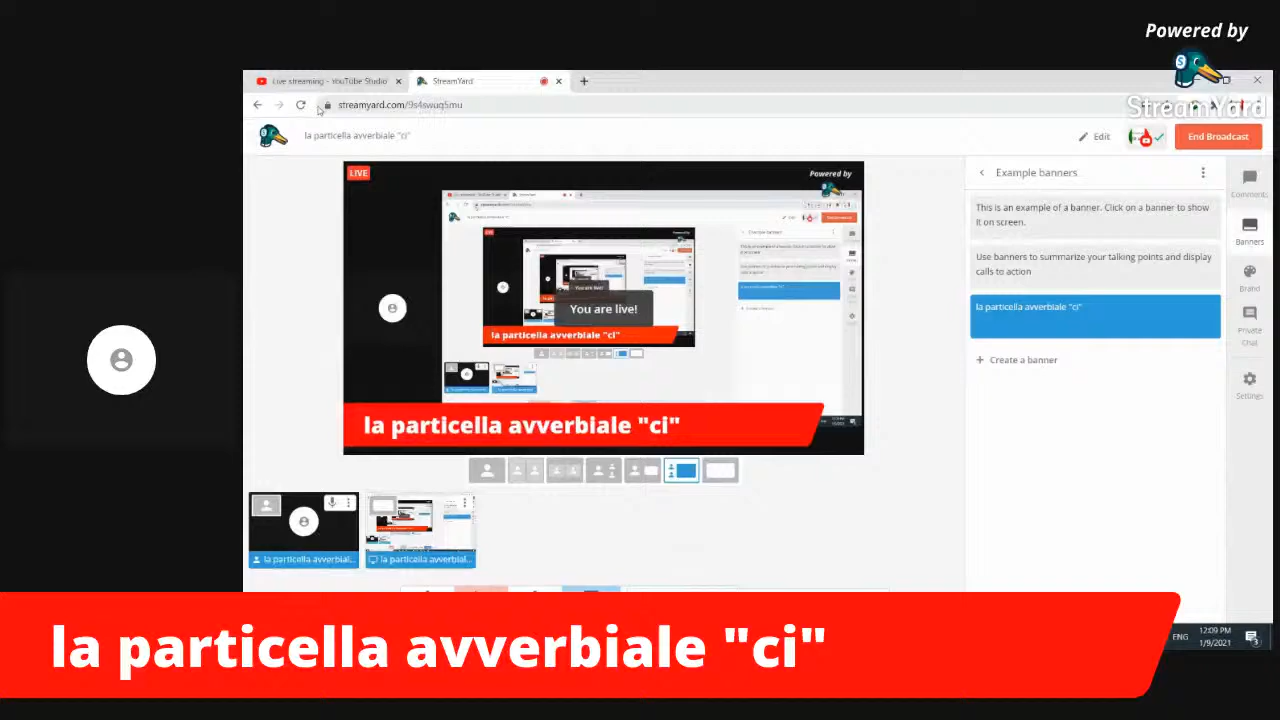 Powered by
StreamYard
Live streaming - YouTube Studio
StreamYard
streamyard.com/9s4swuq5mu
la particella avverbiale "ci"
Edit
End Broadcast
LIVE
Powered by
You are live!
la particella avverbiale "ci"
la particella avverbiale "ci"
Example banners
This is an example of a banner. Click on a banner to show
it on screen.
Use banners to summarize your talking points and display
calls to action
la particella avverbiale "ci"
Create a banner
Comments
Banners
Brand
Private
Chat
Settings
la particella avverbial...
la particella avverbial...
ENG
12:09 PM
1/9/2021
la particella avverbiale "ci"